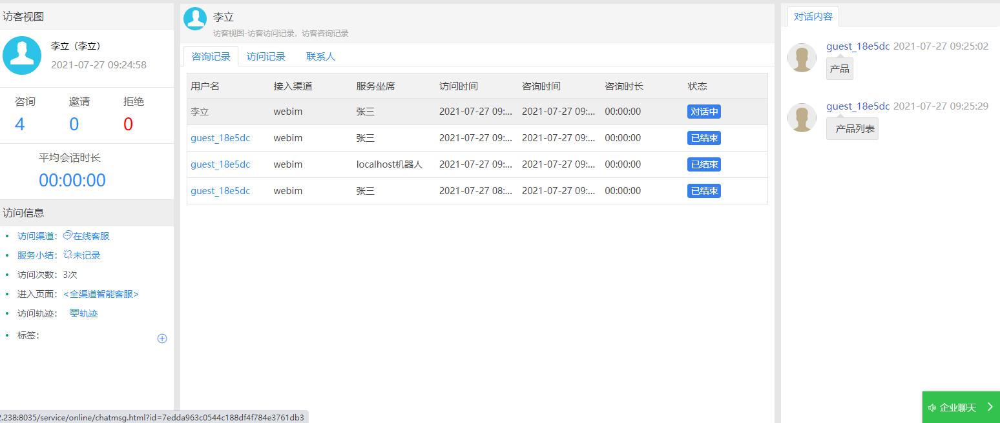 访客视图
李立（李立）
2021-07-27 09:24:58
咨询 邀请 拒绝
4 0 0
平均会话时长
00:00:00
访问信息
访问渠道：在线客服
服务小结：未记录
访问次数：3次
进入页面：<全渠道智能客服>
访问轨迹：轨迹
标签：
2.238:8035/service/online/chatmsg.html?id=7edda963c0544c188df4f784e3761db3
李立
访客视图-访客访问记录，访客咨询记录
咨询记录 访问记录 联系人
用户名 接入渠道 服务坐席 访问时间 咨询时间 咨询时长 状态
李立 webim 张三 2021-07-27 09:... 2021-07-27 09:... 00:00:00 对话中
guest_18e5dc webim 张三 2021-07-27 09:... 2021-07-27 09:... 00:00:00 已结束
guest_18e5dc webim localhost机器人 2021-07-27 09:... 2021-07-27 09:... 00:00:00 已结束
guest_18e5dc webim 张三 2021-07-27 08:... 2021-07-27 09:... 00:00:00 已结束
对话内容
guest_18e5dc 2021-07-27 09:25:02
产品
guest_18e5dc 2021-07-27 09:25:29
产品列表
企业聊天